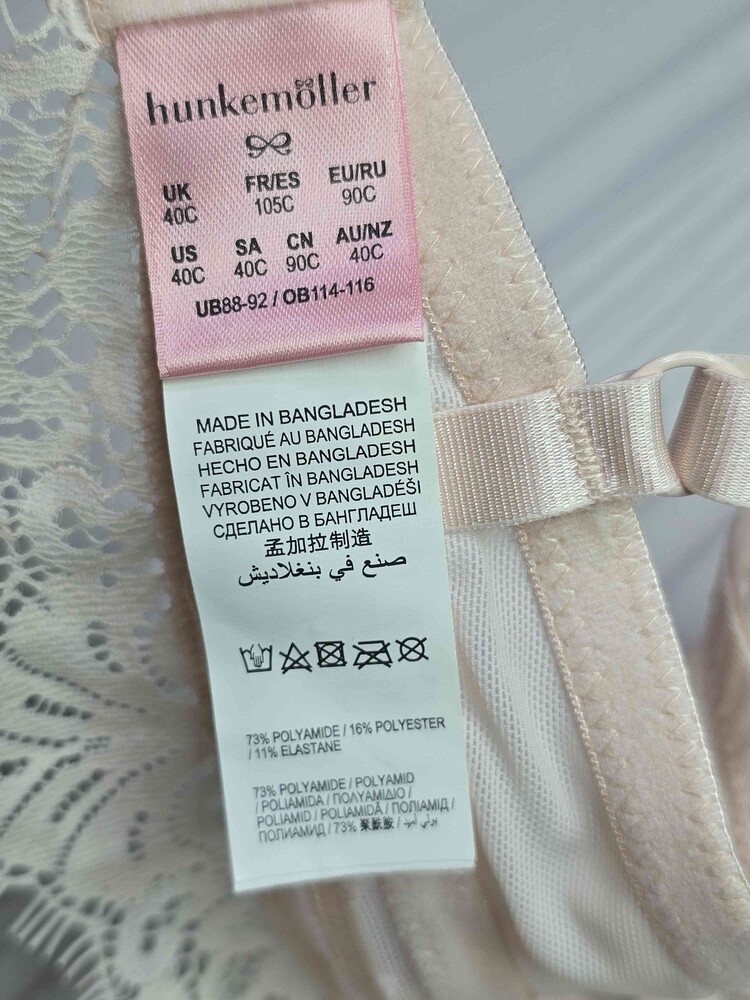 hunkemöller
UK FR/ES EU/RU
40C 105C 90C
US SA CN AU/NZ
40C 40C 90C 40C
UB88-92 / OB114-116
MADE IN BANGLADESH
FABRIQUÉ AU BANGLADESH
HECHO EN BANGLADESH
FABRICAT ÎN BANGLADESH
VYROBENO V BANGLADÉŠI
СДЕЛАНО В БАНГЛАДЕШ
孟加拉制造
صنع في بنغلاديش
73% POLYAMIDE / 16% POLYESTER
/ 11% ELASTANE
73% POLYAMIDE / POLYAMID
/ POLIAMIDA / ΠΟΛΥΑΜΙΔΙΟ /
POLIAMID / POLIAMIDĂ / ПОЛІАМІД /
ПОЛИАМИД / 73% 聚酰胺 /